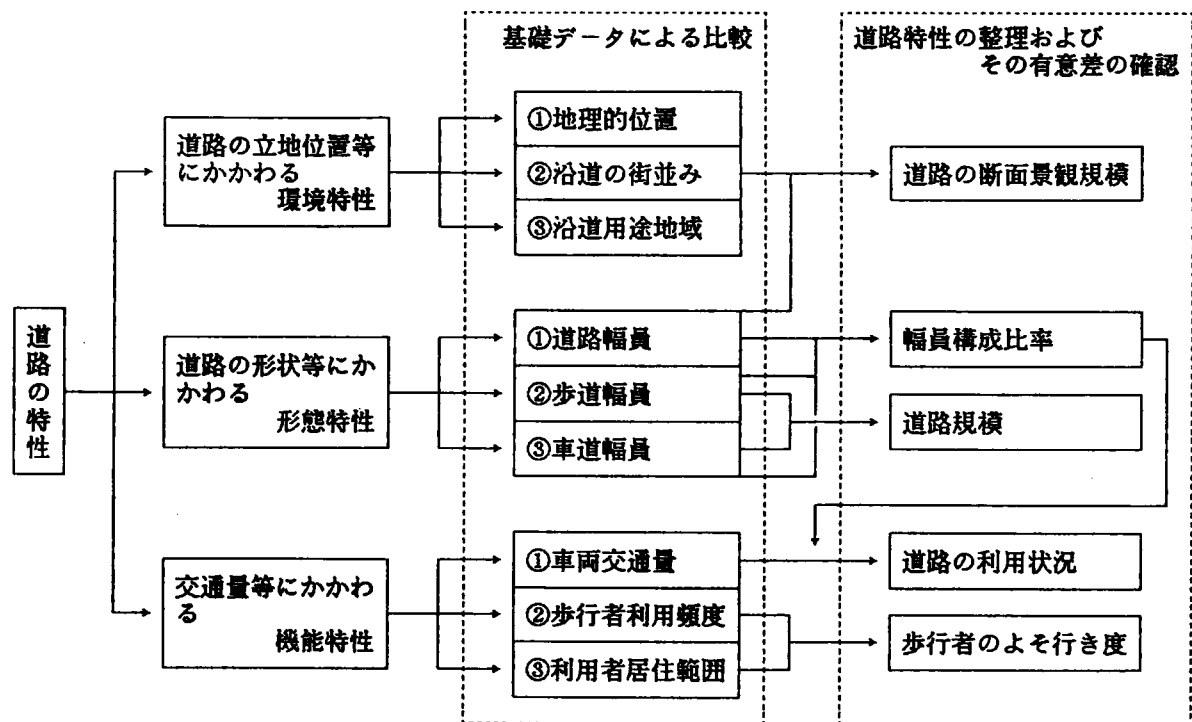 基礎データによる比較
道路特性の整理および
その有意差の確認
道路の特性
道路の立地位置等
にかかわる
環境特性
①地理的位置
②沿道の街並み
③沿道用途地域
道路の断面景観規模
道路の形状等にか
かわる
形態特性
①道路幅員
②歩道幅員
③車道幅員
幅員構成比率
道路規模
交通量等にかかわ
る
機能特性
①車両交通量
②歩行者利用頻度
③利用者居住範囲
道路の利用状況
歩行者のよそ行き度